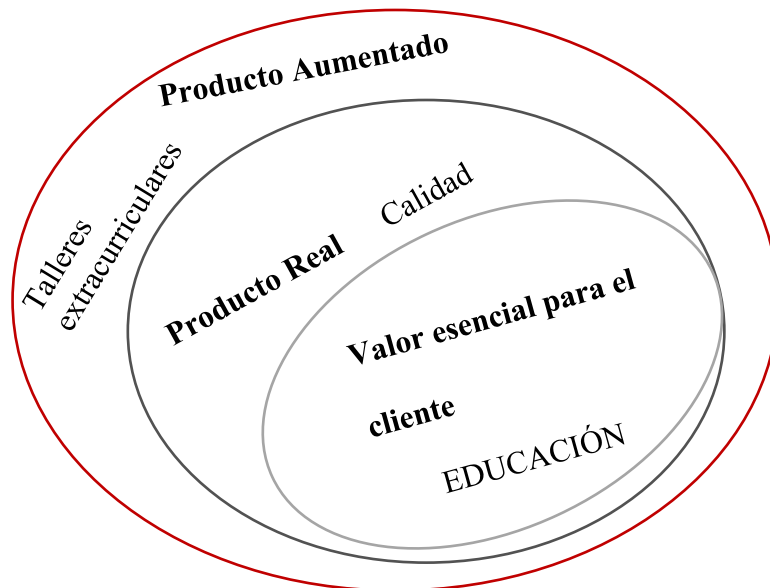 Producto Aumentado
Talleres
extracurriculares
Calidad
Producto Real
Valor esencial para el
cliente
EDUCACIÓN